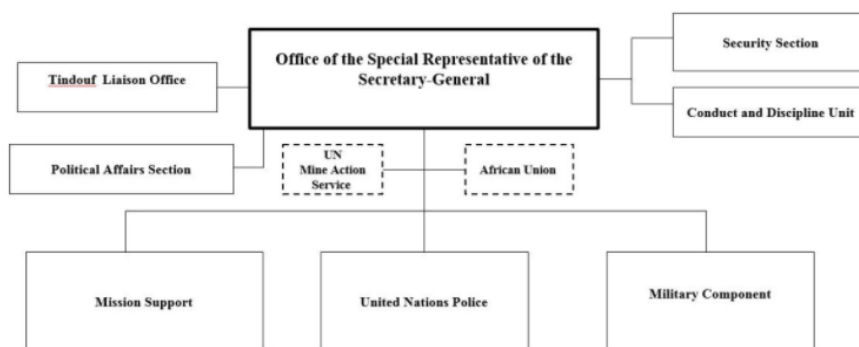 Office of the Special Representative of the
Secretary-General
Security Section
Tindouf Liaison Office
Conduct and Discipline Unit
Political Affairs Section
UN
Mine Action
Service
African Union
Mission Support
United Nations Police
Military Component